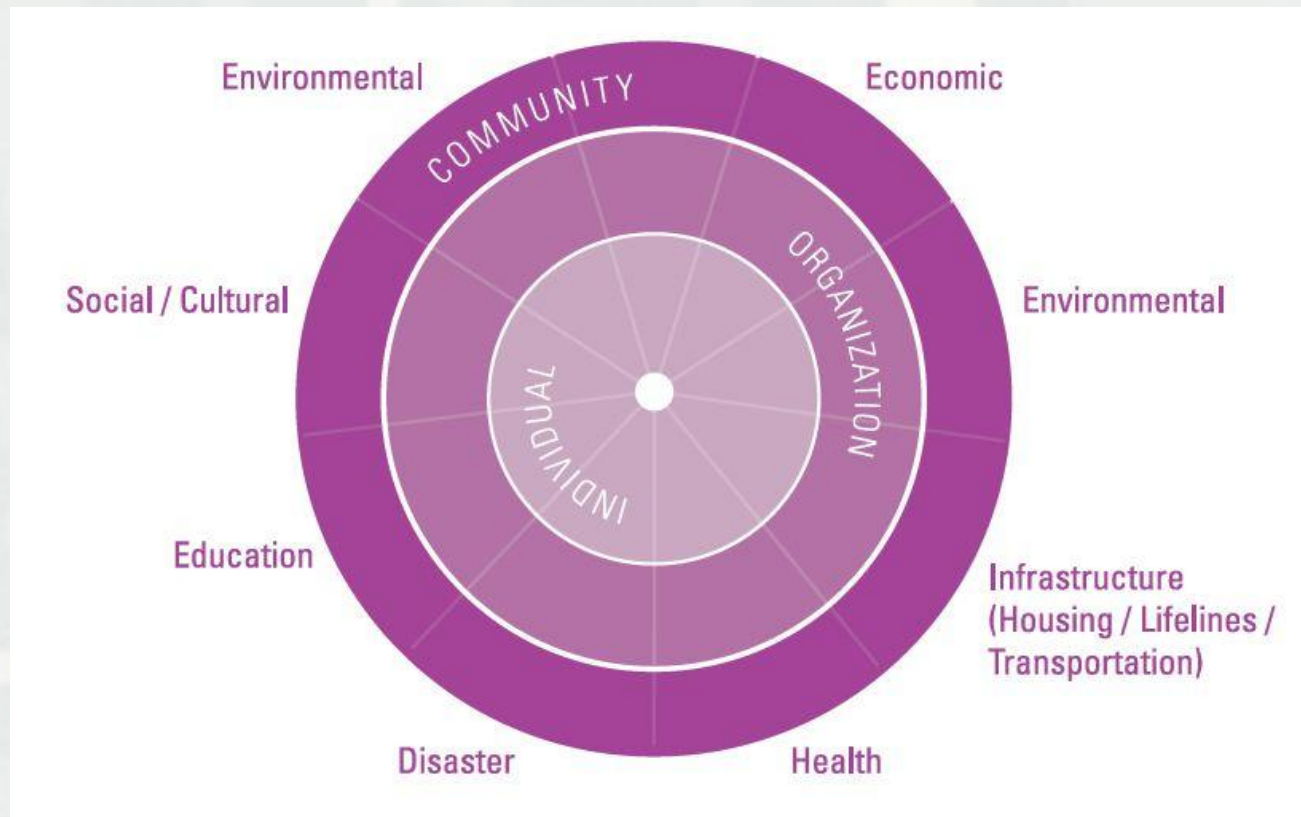 Environmental
Economic
COMMUNITY
ORGANIZATION
Social / Cultural
Environmental
INDIVIDUAL
Education
Infrastructure
(Housing / Lifelines /
Transportation)
Disaster
Health